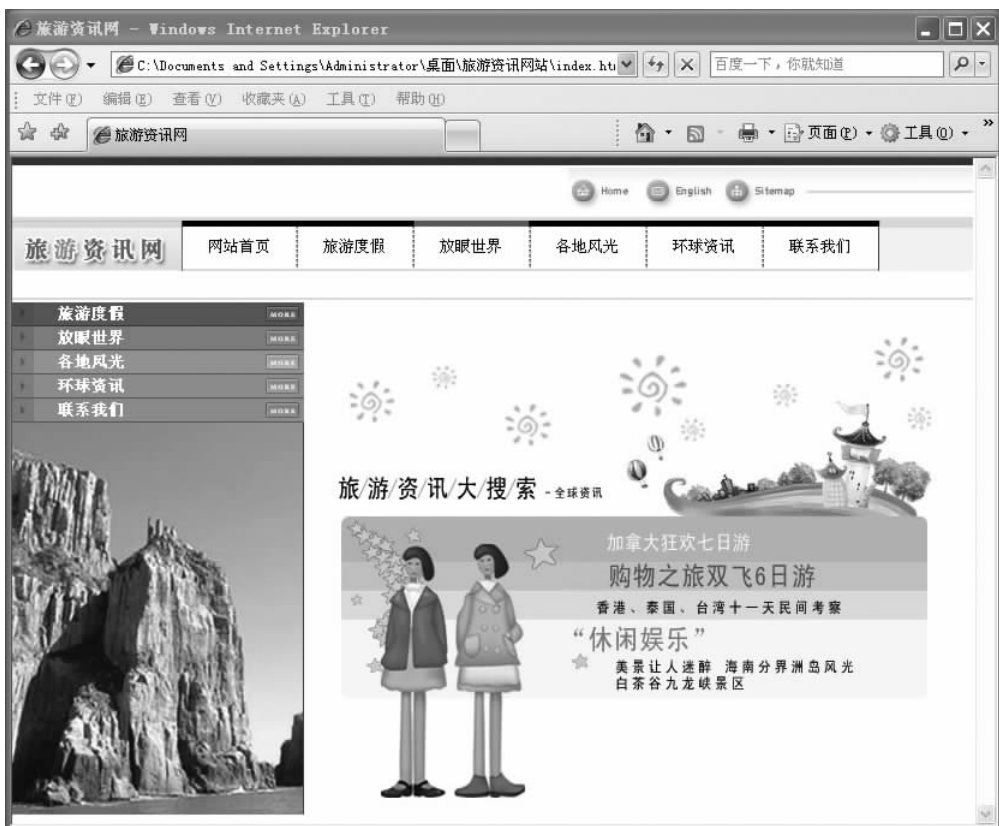 旅游资讯网 - Windows Internet Explorer
C:\Documents and Settings\Administrator\桌面\旅游资讯网站\index.ht
百度一下，你就知道
文件(F) 编辑(E) 查看(V) 收藏夹(A) 工具(T) 帮助(H)
旅游资讯网
页面(P) 工具(O)
Home English Sitemap
旅游资讯网 网站首页 旅游度假 放眼世界 各地风光 环球资讯 联系我们
旅游度假 MORE
放眼世界 MORE
各地风光 MORE
环球资讯 MORE
联系我们 MORE
旅/游/资/讯/大/搜/索 - 全球资讯
加拿大狂欢七日游
购物之旅双飞6日游
香港、泰国、台湾十一天民间考察
“休闲娱乐”
美景让人迷醉 海南分界洲岛风光
白茶谷九龙峡景区